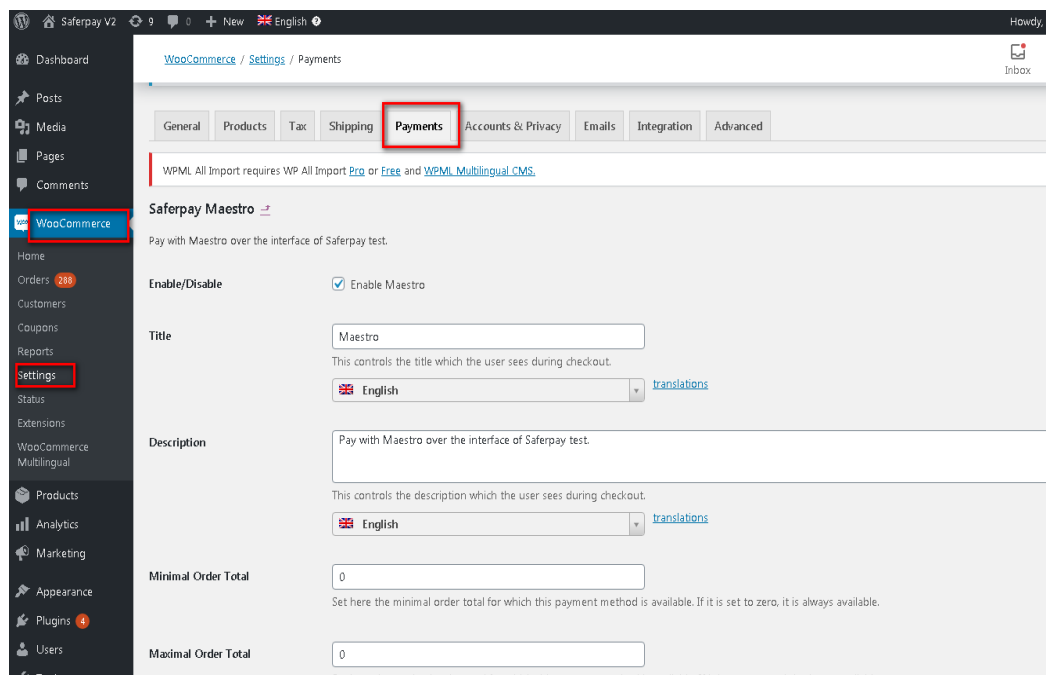 Saferpay V2 9 0 + New English Howdy,
Dashboard
Posts
Media
Pages
Comments
WooCommerce
Home
Orders 288
Customers
Coupons
Reports
Settings
Status
Extensions
WooCommerce
Multilingual
Products
Analytics
Marketing
Appearance
Plugins 4
Users
WooCommerce / Settings / Payments
Inbox
General Products Tax Shipping Payments Accounts & Privacy Emails Integration Advanced
WPML All Import requires WP All Import Pro or Free and WPML Multilingual CMS.
Saferpay Maestro
Pay with Maestro over the interface of Saferpay test.
Enable/Disable Enable Maestro
Title Maestro
This controls the title which the user sees during checkout.
English translations
Description Pay with Maestro over the interface of Saferpay test.
This controls the description which the user sees during checkout.
English translations
Minimal Order Total 0
Set here the minimal order total for which this payment method is available. If it is set to zero, it is always available.
Maximal Order Total 0